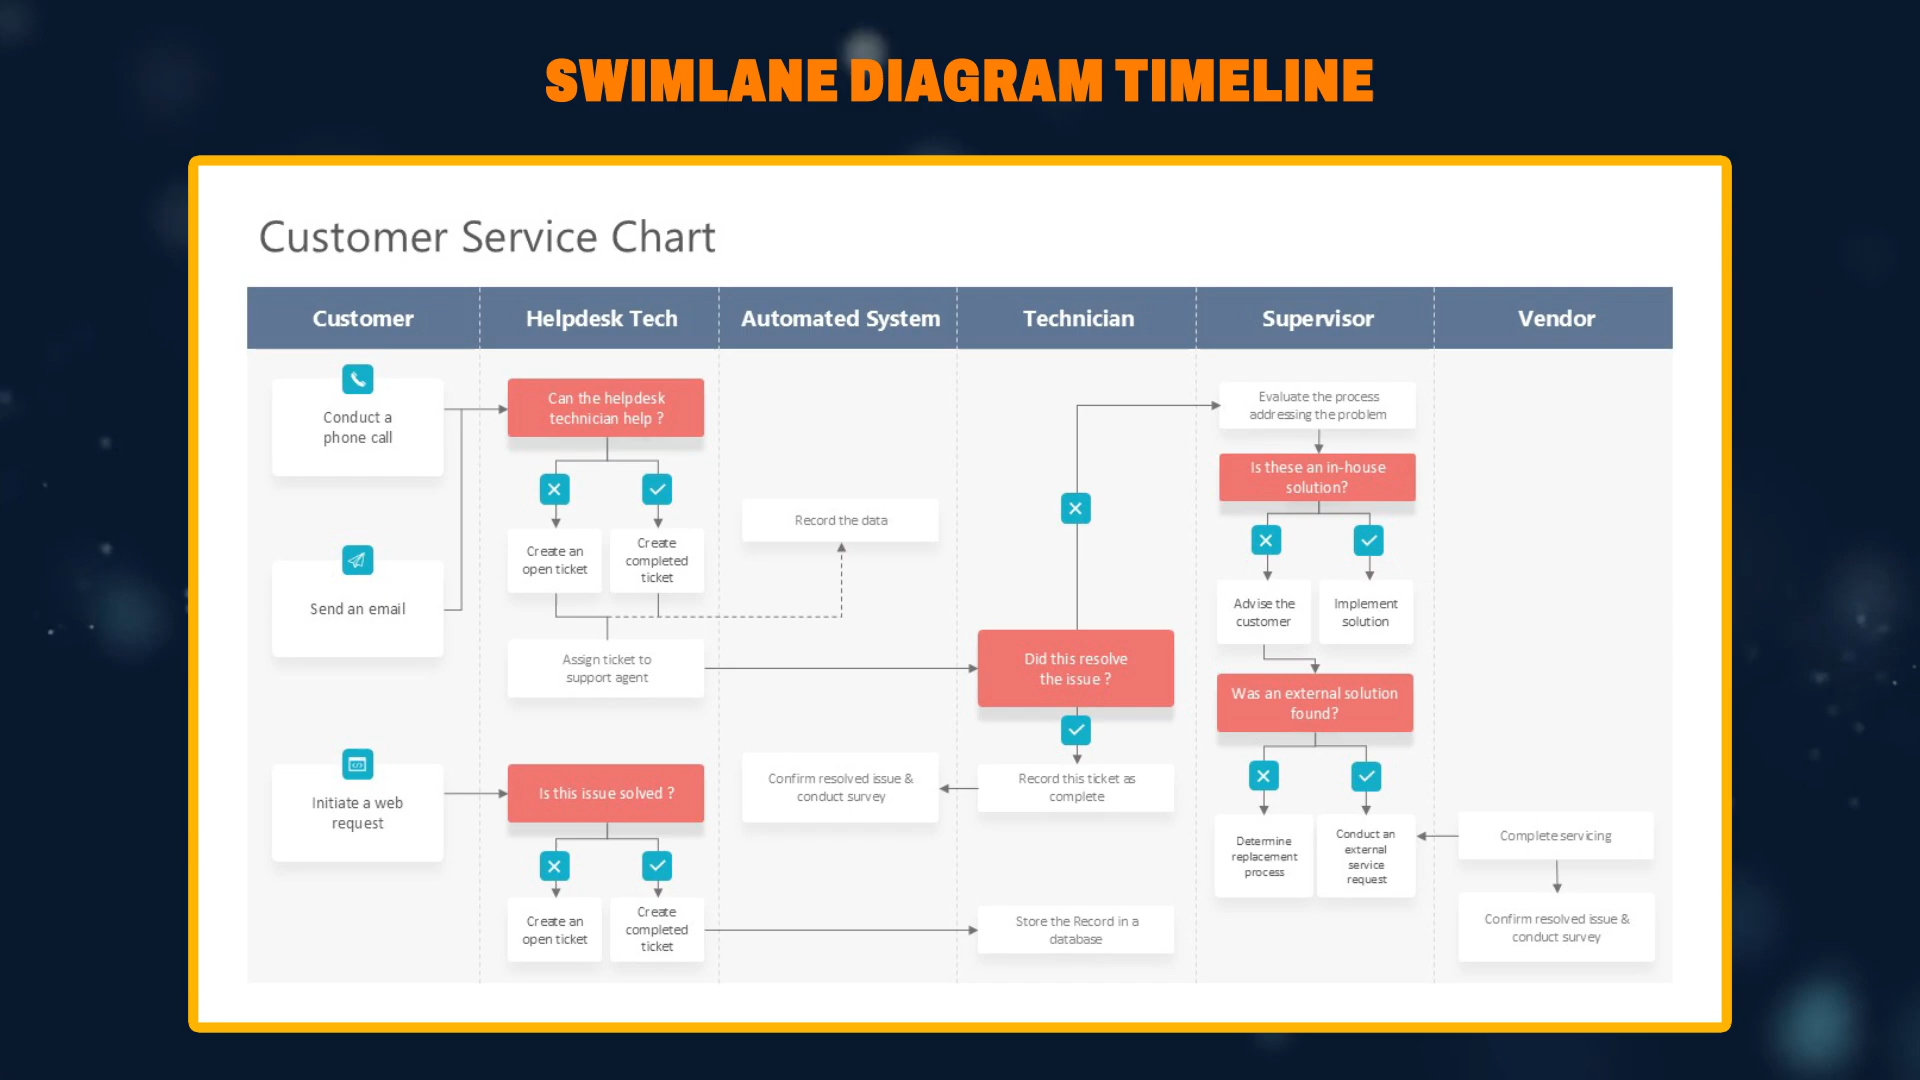 SWIMLANE DIAGRAM TIMELINE
Customer Service Chart
Customer
Helpdesk Tech
Automated System
Technician
Supervisor
Vendor
Conduct a
phone call
Send an email
Initiate a web
request
Can the helpdesk
technician help ?
Create an
open ticket
Create
completed
ticket
Assign ticket to
support agent
Is this issue solved ?
Create an
open ticket
Create
completed
ticket
Record the data
Confirm resolved issue &
conduct survey
Did this resolve
the issue ?
Record this ticket as
complete
Store the Record in a
database
Evaluate the process
addressing the problem
Is these an in-house
solution?
Advise the
customer
Implement
solution
Was an external solution
found?
Determine
replacement
process
Conduct an
external
service
request
Complete servicing
Confirm resolved issue &
conduct survey